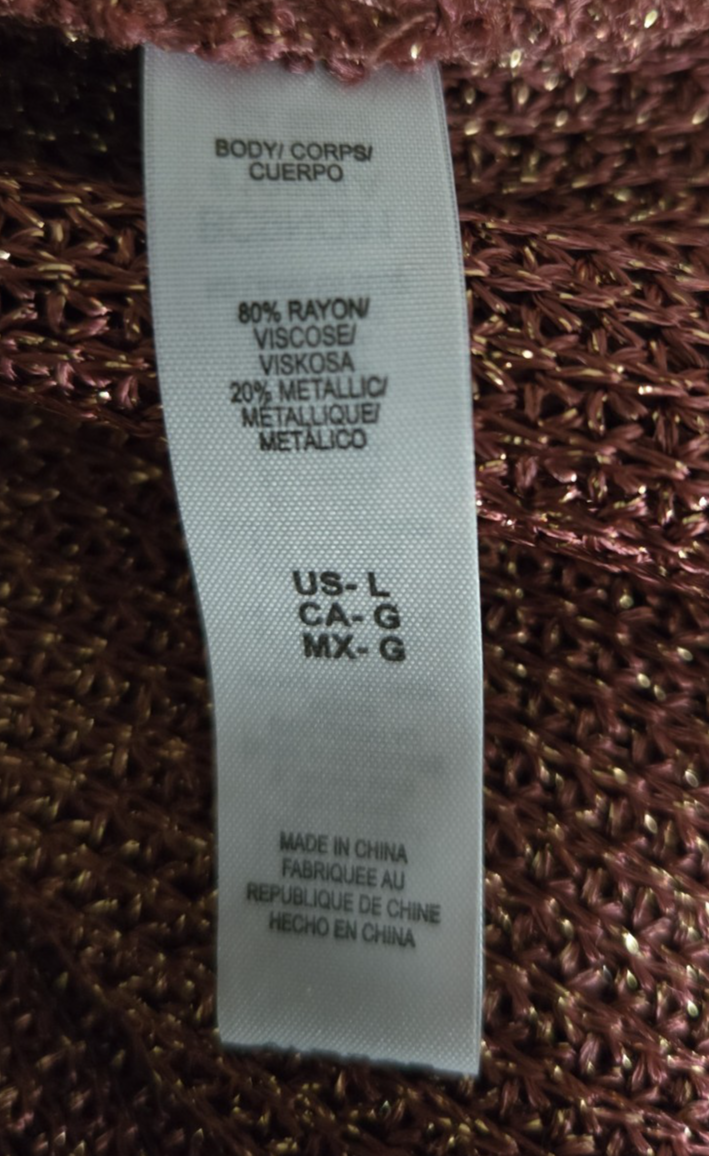 BODY/ CORPS/
CUERPO
80% RAYON/
VISCOSE/
VISKOSA
20% METALLIC/
MÉTALLIQUE/
METÁLICO
US- L
CA- G
MX- G
MADE IN CHINA
FABRIQUEE AU
REPUBLIQUE DE CHINE
HECHO EN CHINA